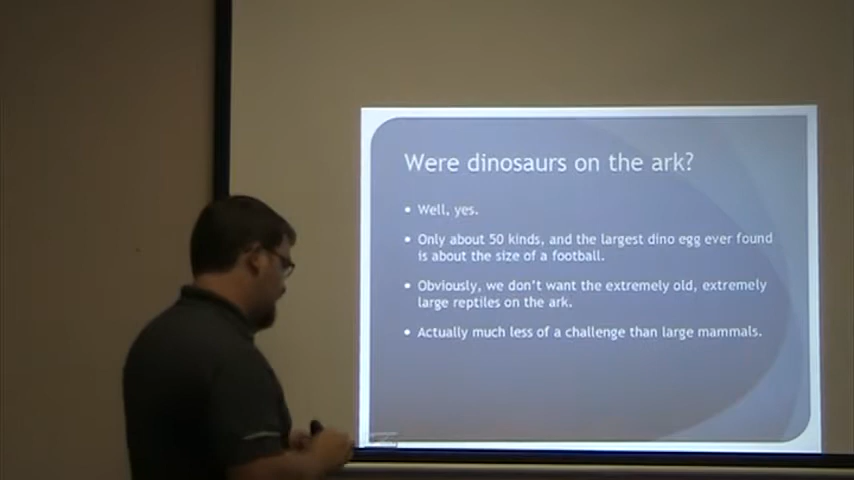 Were dinosaurs on the ark?
• Well, yes.
• Only about 50 kinds, and the largest dino egg ever found
is about the size of a football.
• Obviously, we don't want the extremely old, extremely
large reptiles on the ark.
• Actually much less of a challenge than large mammals.